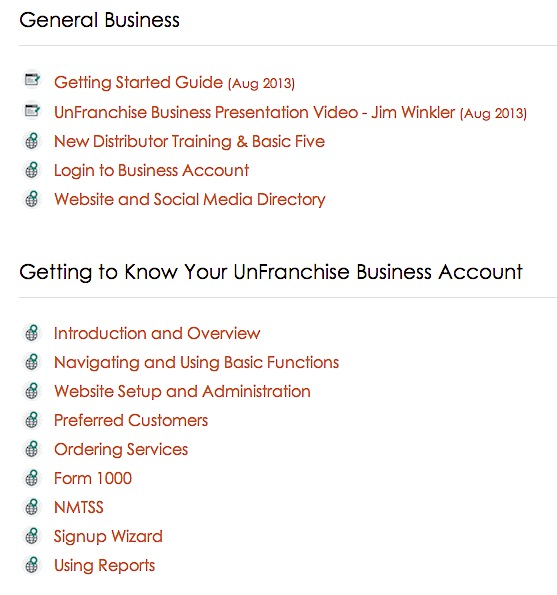 General Business
Getting Started Guide (Aug 2013)
UnFranchise Business Presentation Video - Jim Winkler (Aug 2013)
New Distributor Training & Basic Five
Login to Business Account
Website and Social Media Directory
Getting to Know Your UnFranchise Business Account
Introduction and Overview
Navigating and Using Basic Functions
Website Setup and Administration
Preferred Customers
Ordering Services
Form 1000
NMTSS
Signup Wizard
Using Reports